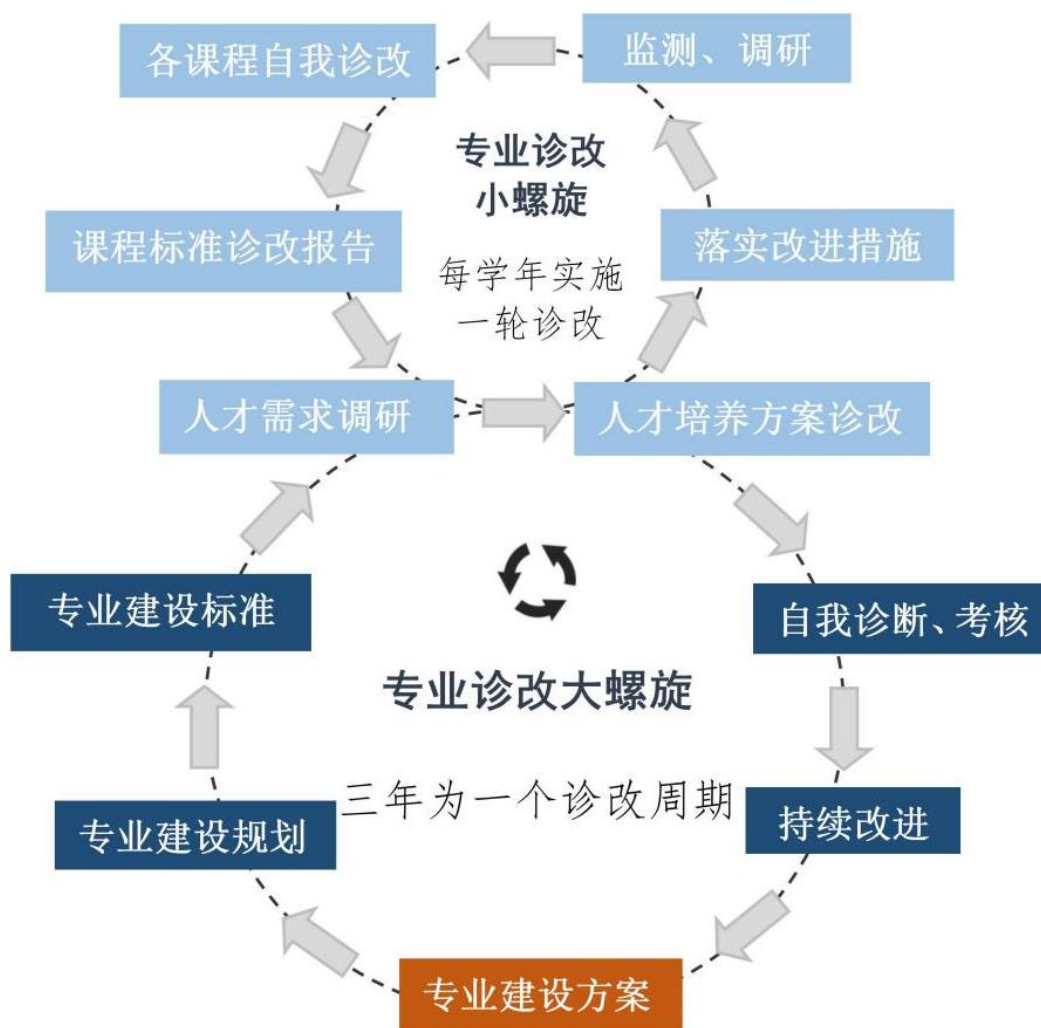 各课程自我诊改
监测、调研
专业诊改
小螺旋
课程标准诊改报告
落实改进措施
每学年实施
一轮诊改
人才需求调研
人才培养方案诊改
专业建设标准
自我诊断、考核
专业诊改大螺旋
三年为一个诊改周期
专业建设规划
持续改进
专业建设方案